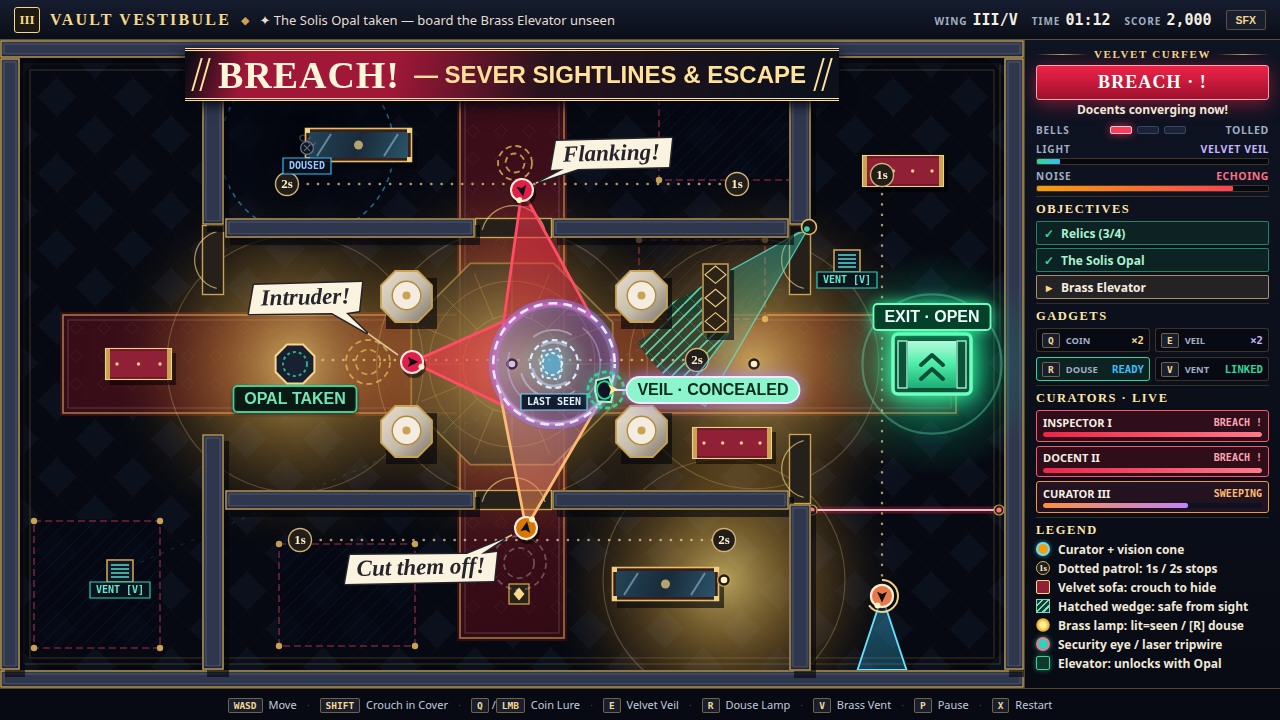 III VAULT VESTIBULE ◆ ✦ The Solis Opal taken — board the Brass Elevator unseen
WING III/V TIME 01:12 SCORE 2,000 SFX
BREACH! — SEVER SIGHTLINES & ESCAPE
Flanking!
DOUSED
2s
1s
1s
VENT [V]
Intruder!
EXIT · OPEN
2s
OPAL TAKEN
VEIL · CONCEALED
LAST SEEN
1s
2s
Cut them off!
VENT [V]
VELVET CURFEW
BREACH · !
Docents converging now!
BELLS TOLLED
LIGHT VELVET VEIL
NOISE ECHOING
OBJECTIVES
✓ Relics (3/4)
✓ The Solis Opal
▸ Brass Elevator
GADGETS
Q COIN ×2
E VEIL ×2
R DOUSE READY
V VENT LINKED
CURATORS · LIVE
INSPECTOR I BREACH !
DOCENT II BREACH !
CURATOR III SWEEPING
LEGEND
Curator + vision cone
1s Dotted patrol: 1s / 2s stops
Velvet sofa: crouch to hide
Hatched wedge: safe from sight
Brass lamp: lit=seen / [R] douse
Security eye / laser tripwire
Elevator: unlocks with Opal
WASD Move · SHIFT Crouch in Cover · Q / LMB Coin Lure · E Velvet Veil · R Douse Lamp · V Brass Vent · P Pause · X Restart